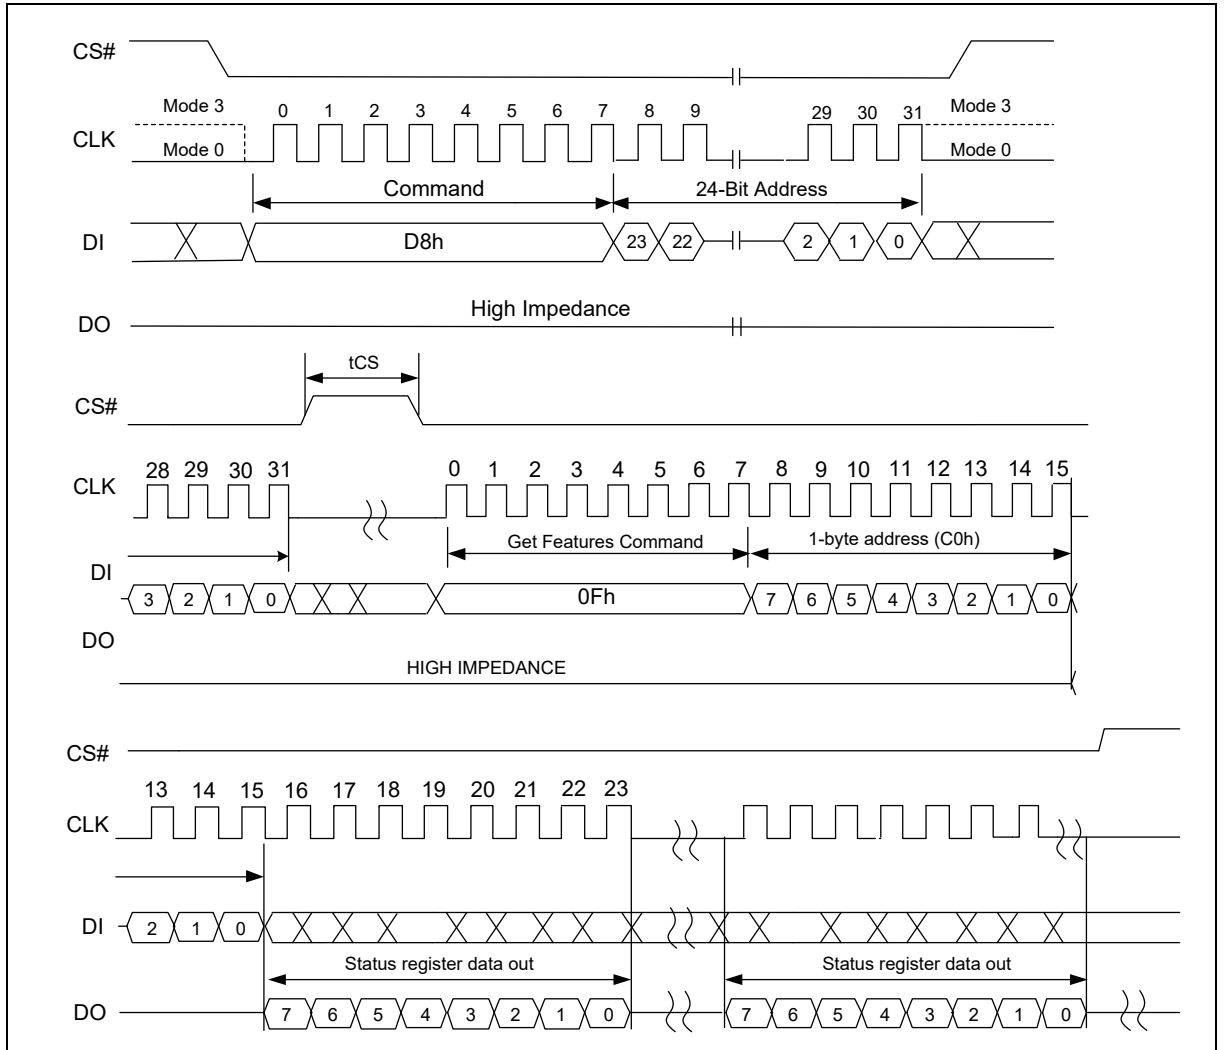 CS#
Mode 3 0 1 2 3 4 5 6 7 8 9 29 30 31 Mode 3
CLK
Mode 0 Mode 0
Command 24-Bit Address
DI D8h 23 22 2 1 0
High Impedance
DO
tCS
CS#
28 29 30 31 0 1 2 3 4 5 6 7 8 9 10 11 12 13 14 15
CLK
Get Features Command 1-byte address (C0h)
DI
3 2 1 0 0Fh 7 6 5 4 3 2 1 0
DO
HIGH IMPEDANCE
CS#
13 14 15 16 17 18 19 20 21 22 23
CLK
DI 2 1 0
Status register data out Status register data out
DO 7 6 5 4 3 2 1 0 7 6 5 4 3 2 1 0